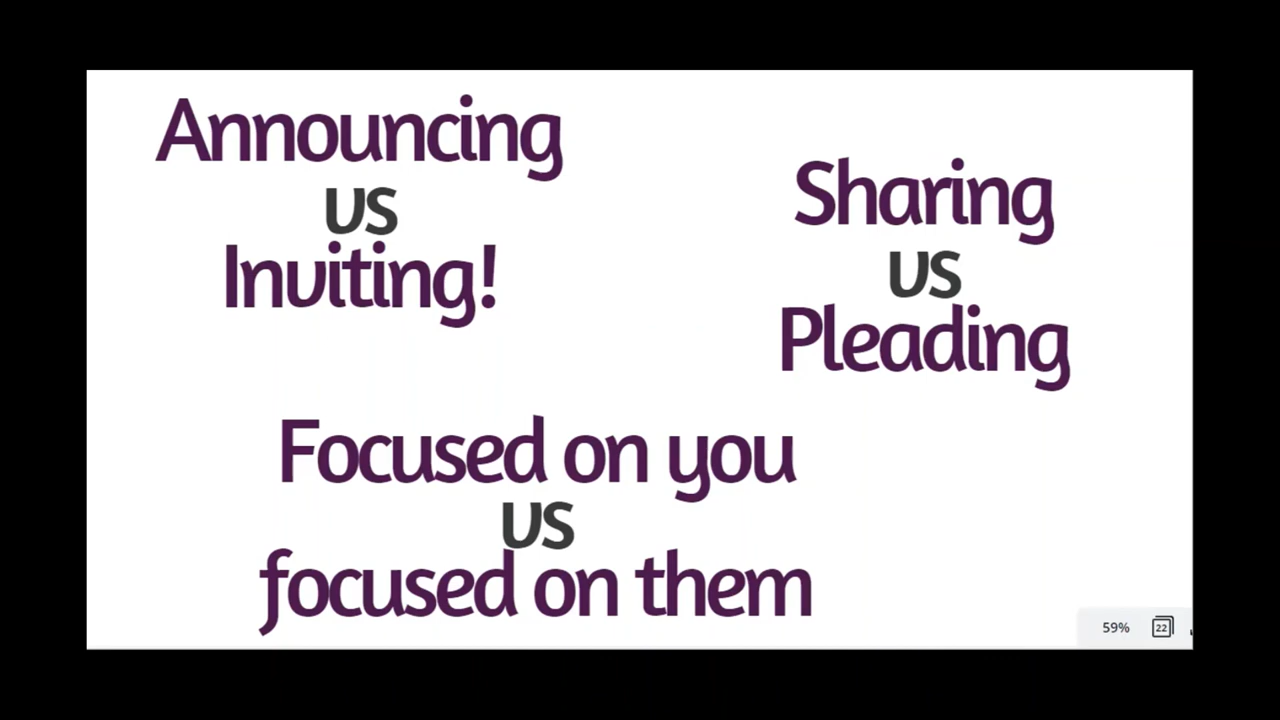 Announcing
vs
Inviting!
Sharing
vs
Pleading
Focused on you
vs
focused on them
59%
22